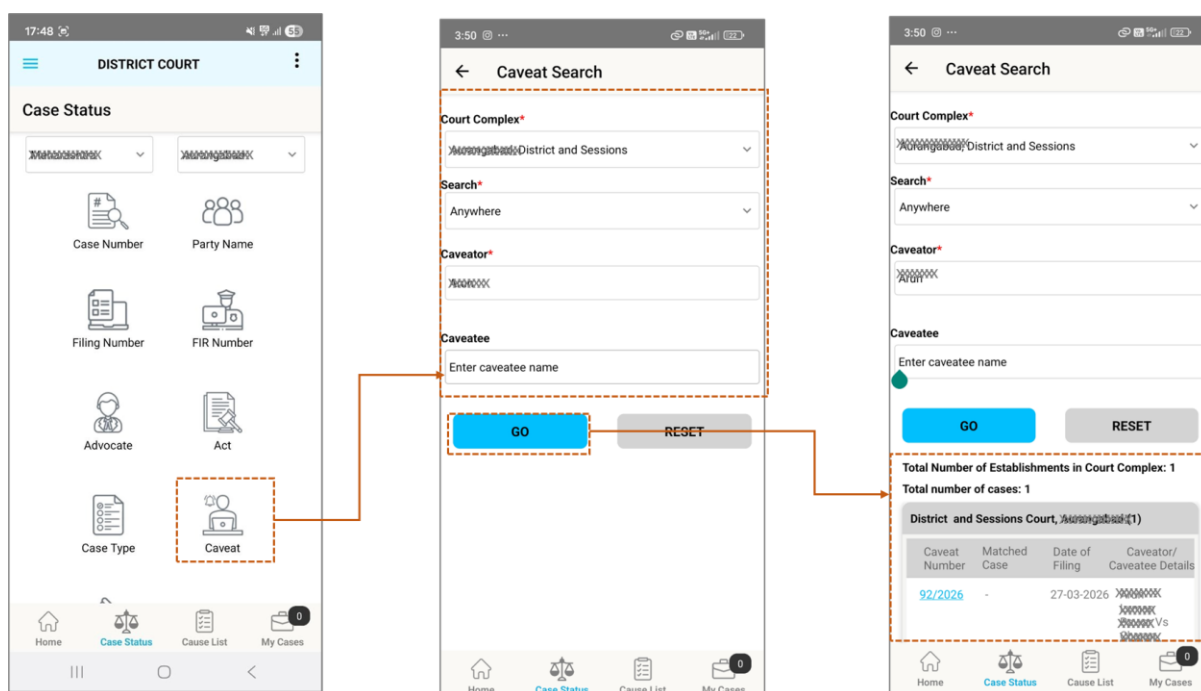 17:48
55
DISTRICT COURT
Case Status
Case Number
Party Name
Filing Number
FIR Number
Advocate
Act
Case Type
Caveat
0
Home
Case Status
Cause List
My Cases
3:50
22
Caveat Search
Court Complex*
District and Sessions
Search*
Anywhere
Caveator*
Caveatee
Enter caveatee name
GO
RESET
0
Home
Case Status
Cause List
My Cases
3:50
22
Caveat Search
Court Complex*
District and Sessions
Search*
Anywhere
Caveator*
Caveatee
Enter caveatee name
GO
RESET
Total Number of Establishments in Court Complex: 1
Total number of cases: 1
District and Sessions Court, (1)
Caveat Number
Matched Case
Date of Filing
Caveator/ Caveatee Details
92/2026
-
27-03-2026
Vs
0
Home
Case Status
Cause List
My Cases